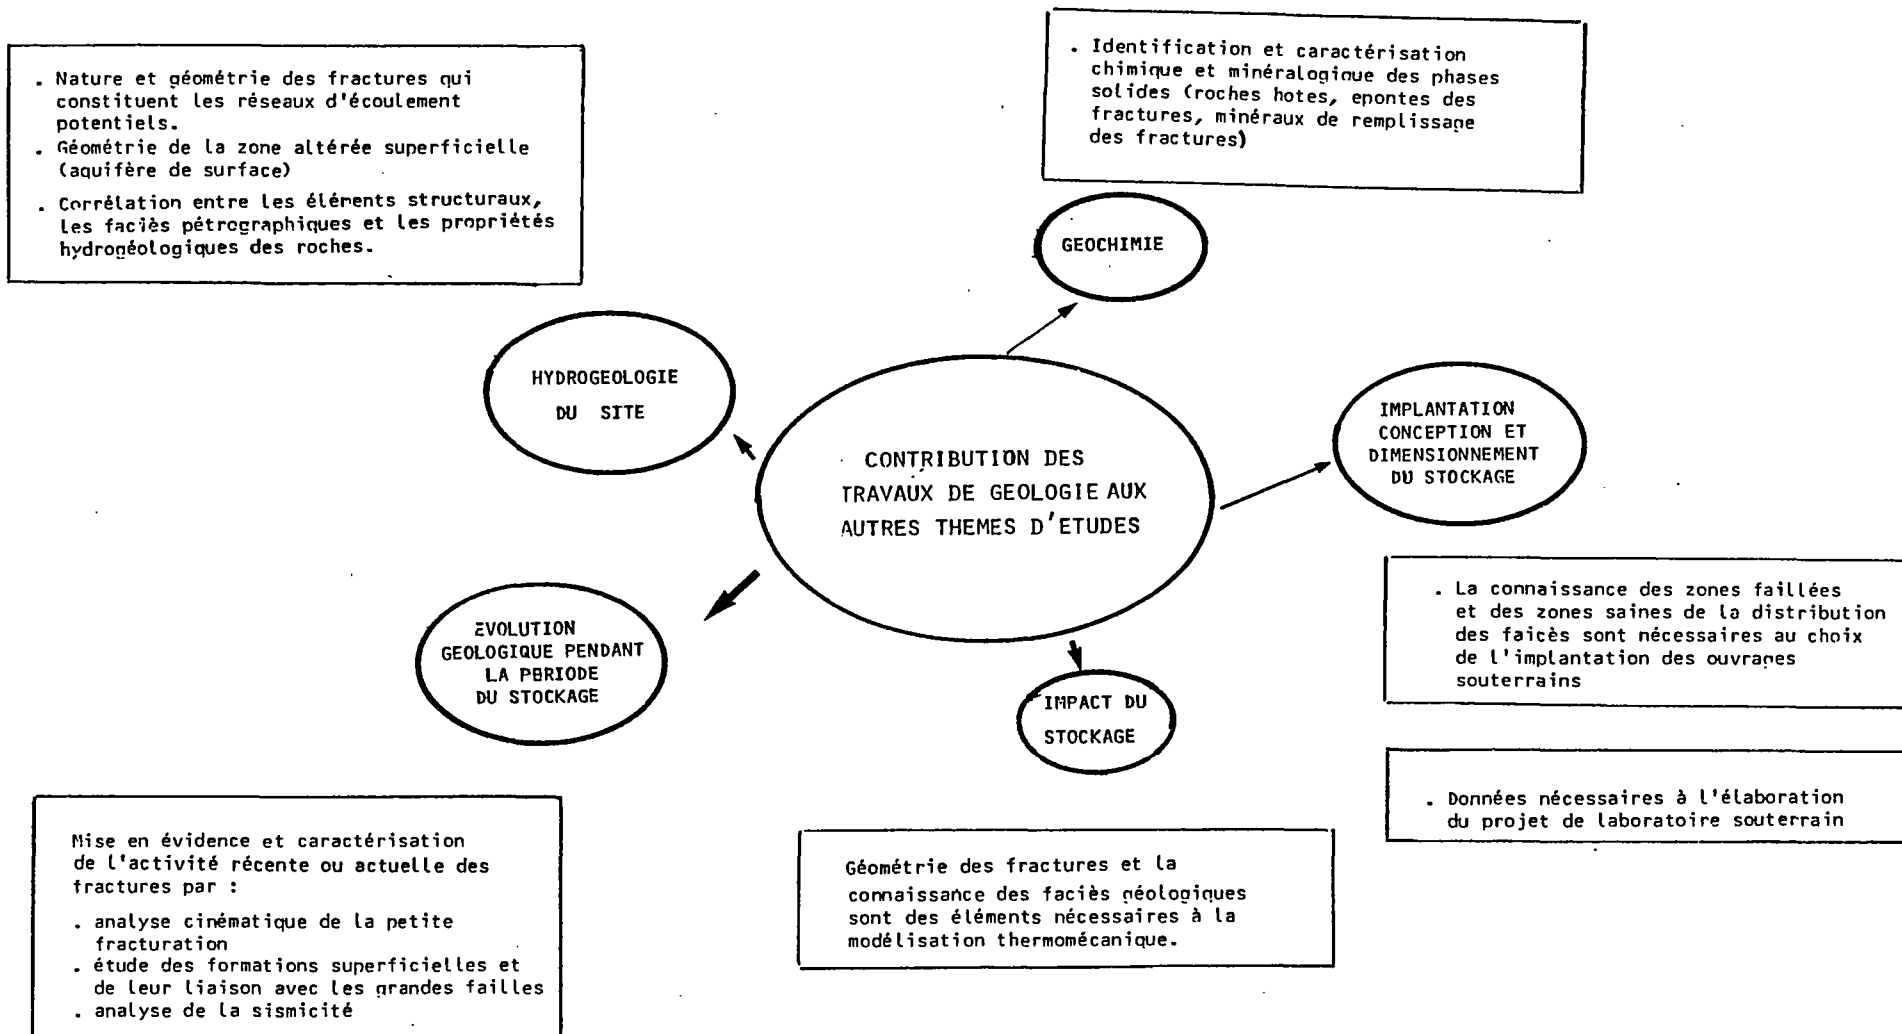 . Nature et géométrie des fractures qui
constituent les réseaux d'écoulement
potentiels.
. Géométrie de la zone altérée superficielle
(aquifère de surface)
. Corrélation entre les éléments structuraux,
les faciès pétrographiques et les propriétés
hydrogéologiques des roches.
. Identification et caractérisation
chimique et minéralogique des phases
solides (roches hotes, epontes des
fractures, minéraux de remplissage
des fractures)
GEOCHIMIE
HYDROGEOLOGIE
DU SITE
CONTRIBUTION DES
TRAVAUX DE GEOLOGIE AUX
AUTRES THEMES D'ETUDES
IMPLANTATION
CONCEPTION ET
DIMENSIONNEMENT
DU STOCKAGE
. La connaissance des zones faillées
et des zones saines de la distribution
des faicès sont nécessaires au choix
de l'implantation des ouvrages
souterrains
. Données nécessaires à l'élaboration
du projet de laboratoire souterrain
EVOLUTION
GEOLOGIQUE PENDANT
LA PERIODE
DU STOCKAGE
IMPACT DU
STOCKAGE
Mise en évidence et caractérisation
de l'activité récente ou actuelle des
fractures par :
. analyse cinématique de la petite
fracturation
. étude des formations superficielles et
de leur liaison avec les grandes failles
. analyse de la sismicité
Géométrie des fractures et la
connaissance des faciès géologiques
sont des éléments nécessaires à la
modélisation thermomécanique.